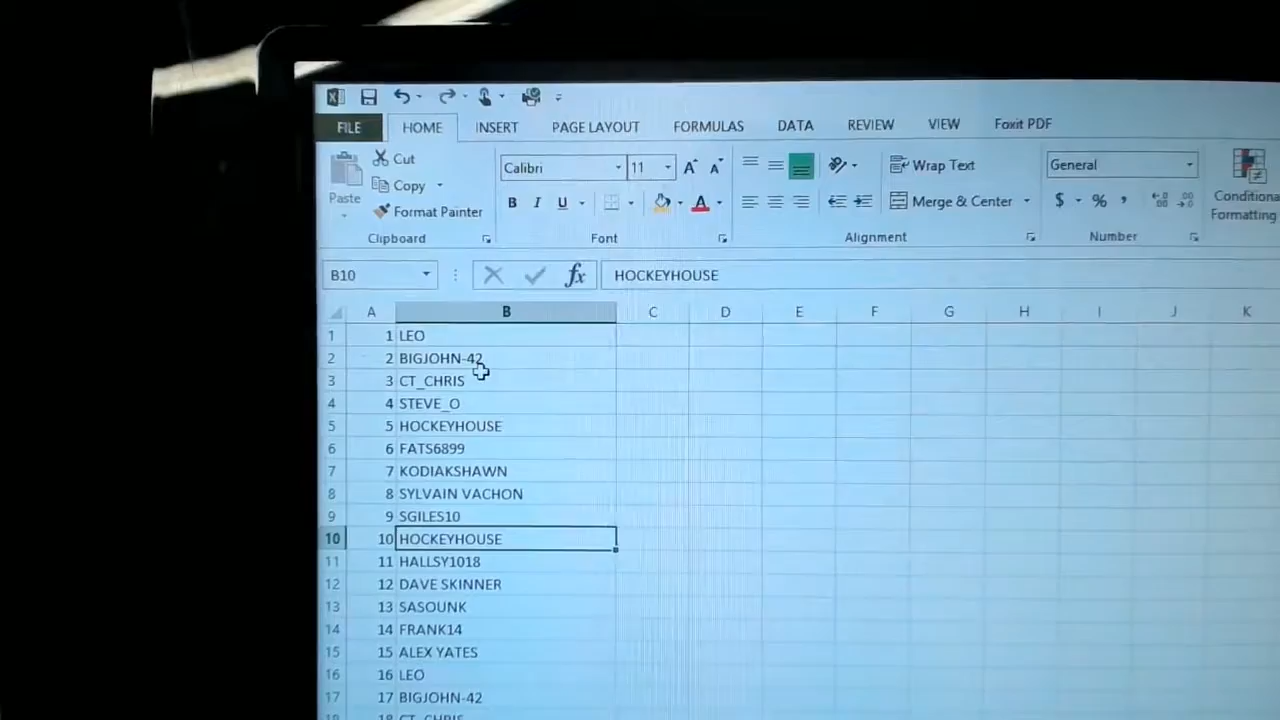 FILE HOME INSERT PAGE LAYOUT FORMULAS DATA REVIEW VIEW Foxit PDF
Cut
Copy
Format Painter
Paste
Calibri 11
B I U A
Wrap Text
Merge & Center
General
$ % ,
Conditional
Formatting
Clipboard Font Alignment Number
B10 fx HOCKEYHOUSE
A B C D E F G H I J K
1 1 LEO
2 2 BIGJOHN-42
3 3 CT_CHRIS
4 4 STEVE_O
5 5 HOCKEYHOUSE
6 6 FATS6899
7 7 KODIAKSHAWN
8 8 SYLVAIN VACHON
9 9 SGILES10
10 10 HOCKEYHOUSE
11 11 HALLSY1018
12 12 DAVE SKINNER
13 13 SASOUNK
14 14 FRANK14
15 15 ALEX YATES
16 16 LEO
17 17 BIGJOHN-42
18 18 CT_CHRIS